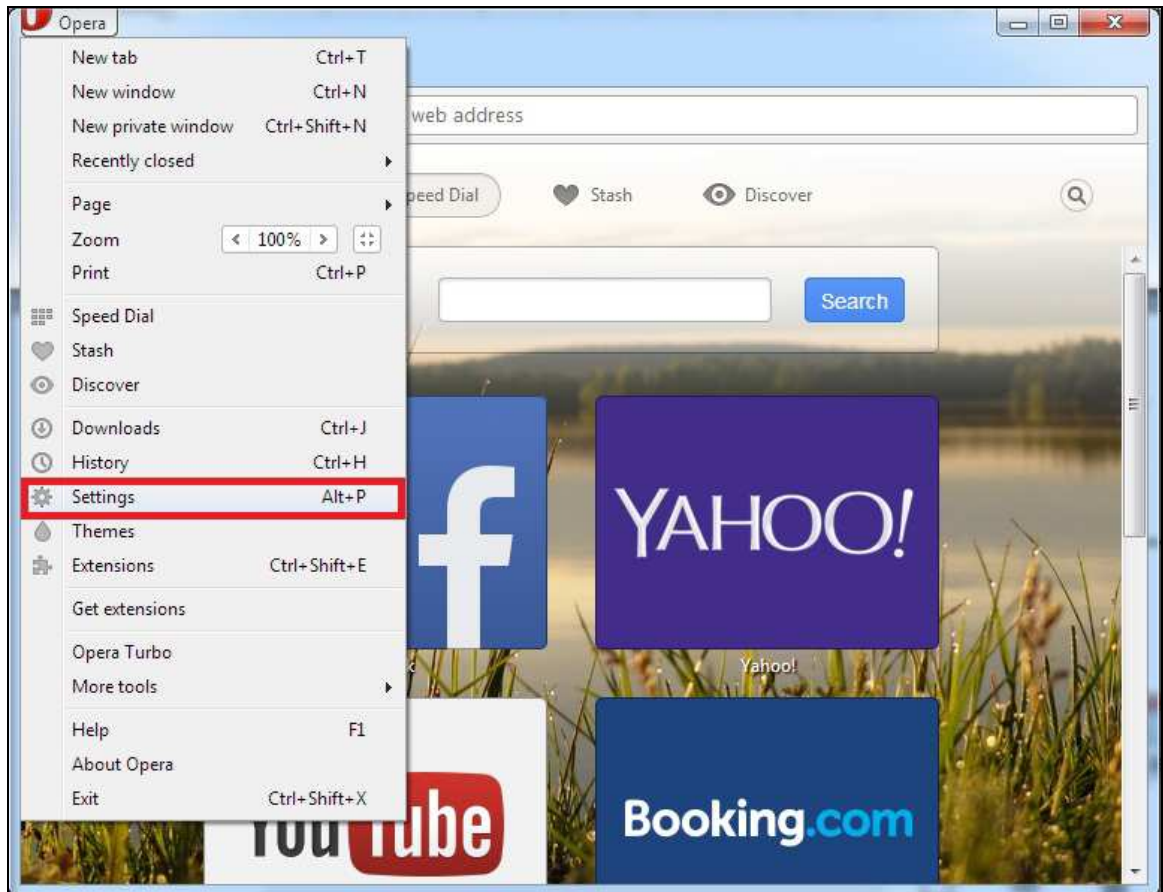 Opera
New tab Ctrl+T
New window Ctrl+N
New private window Ctrl+Shift+N
Recently closed
Page
Zoom < 100% >
Print Ctrl+P
Speed Dial
Stash
Discover
Downloads Ctrl+J
History Ctrl+H
Settings Alt+P
Themes
Extensions Ctrl+Shift+E
Get extensions
Opera Turbo
More tools
Help F1
About Opera
Exit Ctrl+Shift+X
web address
peed Dial Stash Discover
Search
f
YAHOO!
k Yahoo!
YouTube
Booking.com